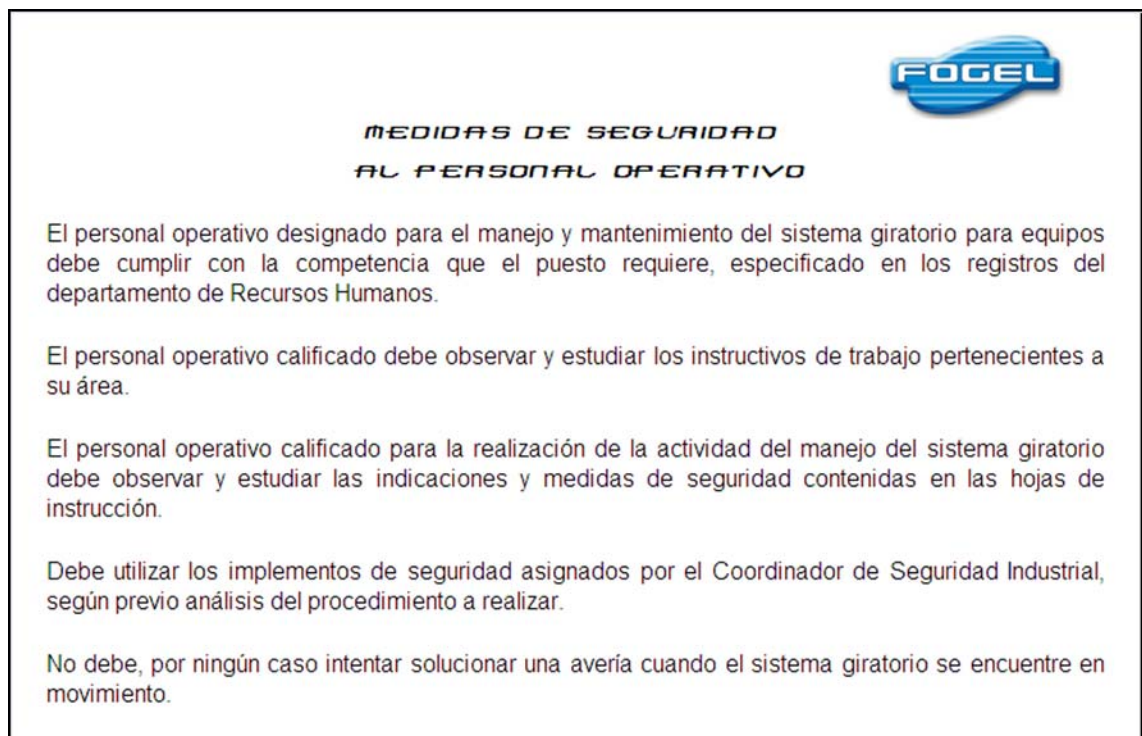 FOGEL
MEDIDAS DE SEGURIDAD
AL PERSONAL OPERATIVO
El personal operativo designado para el manejo y mantenimiento del sistema giratorio para equipos
debe cumplir con la competencia que el puesto requiere, especificado en los registros del
departamento de Recursos Humanos.
El personal operativo calificado debe observar y estudiar los instructivos de trabajo pertenecientes a
su área.
El personal operativo calificado para la realización de la actividad del manejo del sistema giratorio
debe observar y estudiar las indicaciones y medidas de seguridad contenidas en las hojas de
instrucción.
Debe utilizar los implementos de seguridad asignados por el Coordinador de Seguridad Industrial,
según previo análisis del procedimiento a realizar.
No debe, por ningún caso intentar solucionar una avería cuando el sistema giratorio se encuentre en
movimiento.